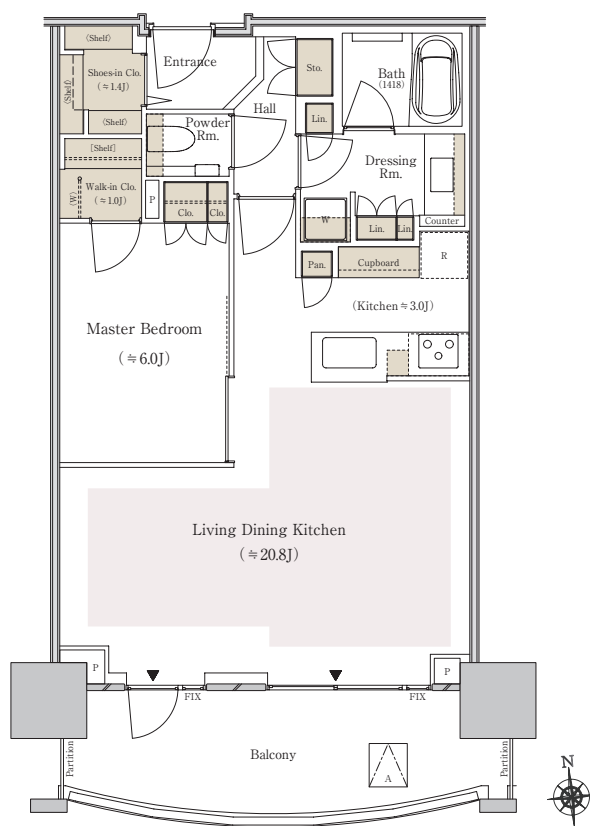 (Shelf)
Entrance
Sto.
Bath
(1418)
Shoes-in Clo.
(≒1.4J)
(Shelf)
(Shelf)
Hall
Lin.
Powder
Rm.
[Shelf]
Dressing
Rm.
Walk-in Clo.
(≒1.0J)
(W)
P
Clo.
Clo.
W
Lin.
Lin.
Counter
Pan.
Cupboard
R
(Kitchen≒3.0J)
Master Bedroom
(≒6.0J)
Living Dining Kitchen
(≒20.8J)
P
P
FIX
FIX
Partition
Balcony
Partition
A
N